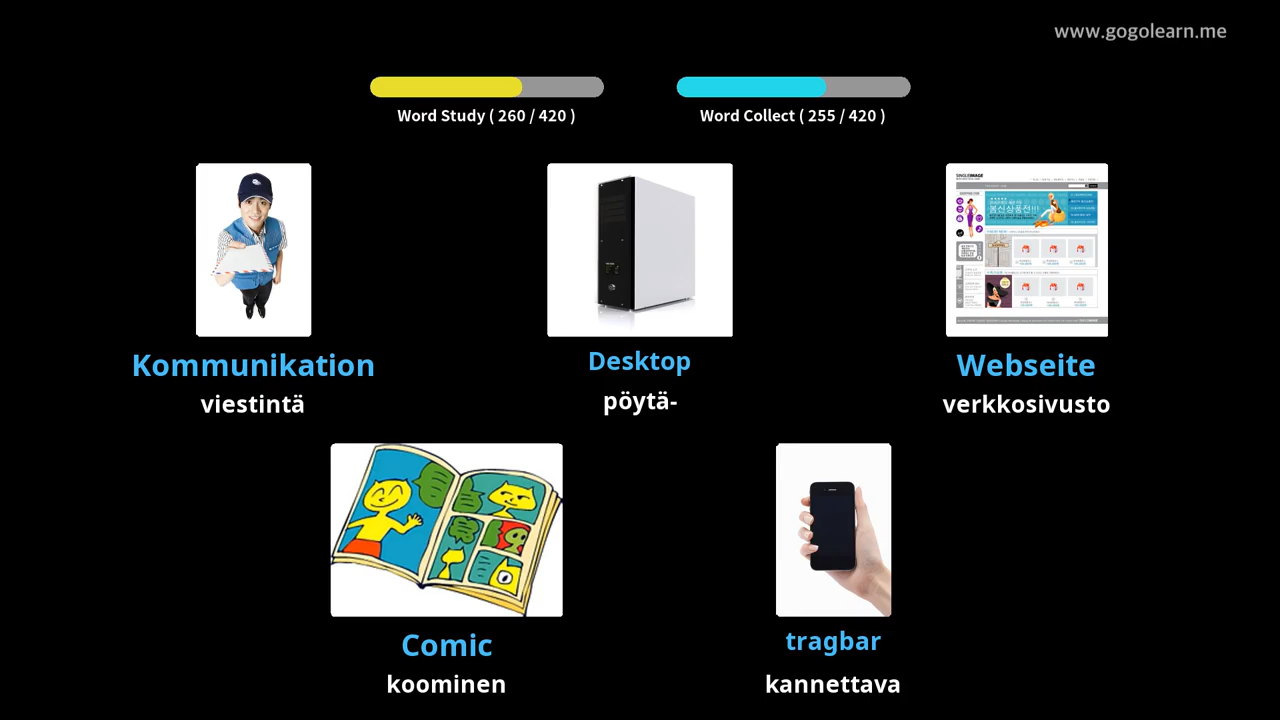 www.gogolearn.me
Word Study ( 260 / 420 )
Word Collect ( 255 / 420 )
Kommunikation
viestintä
Desktop
pöytä-
Webseite
verkkosivusto
Comic
koominen
tragbar
kannettava